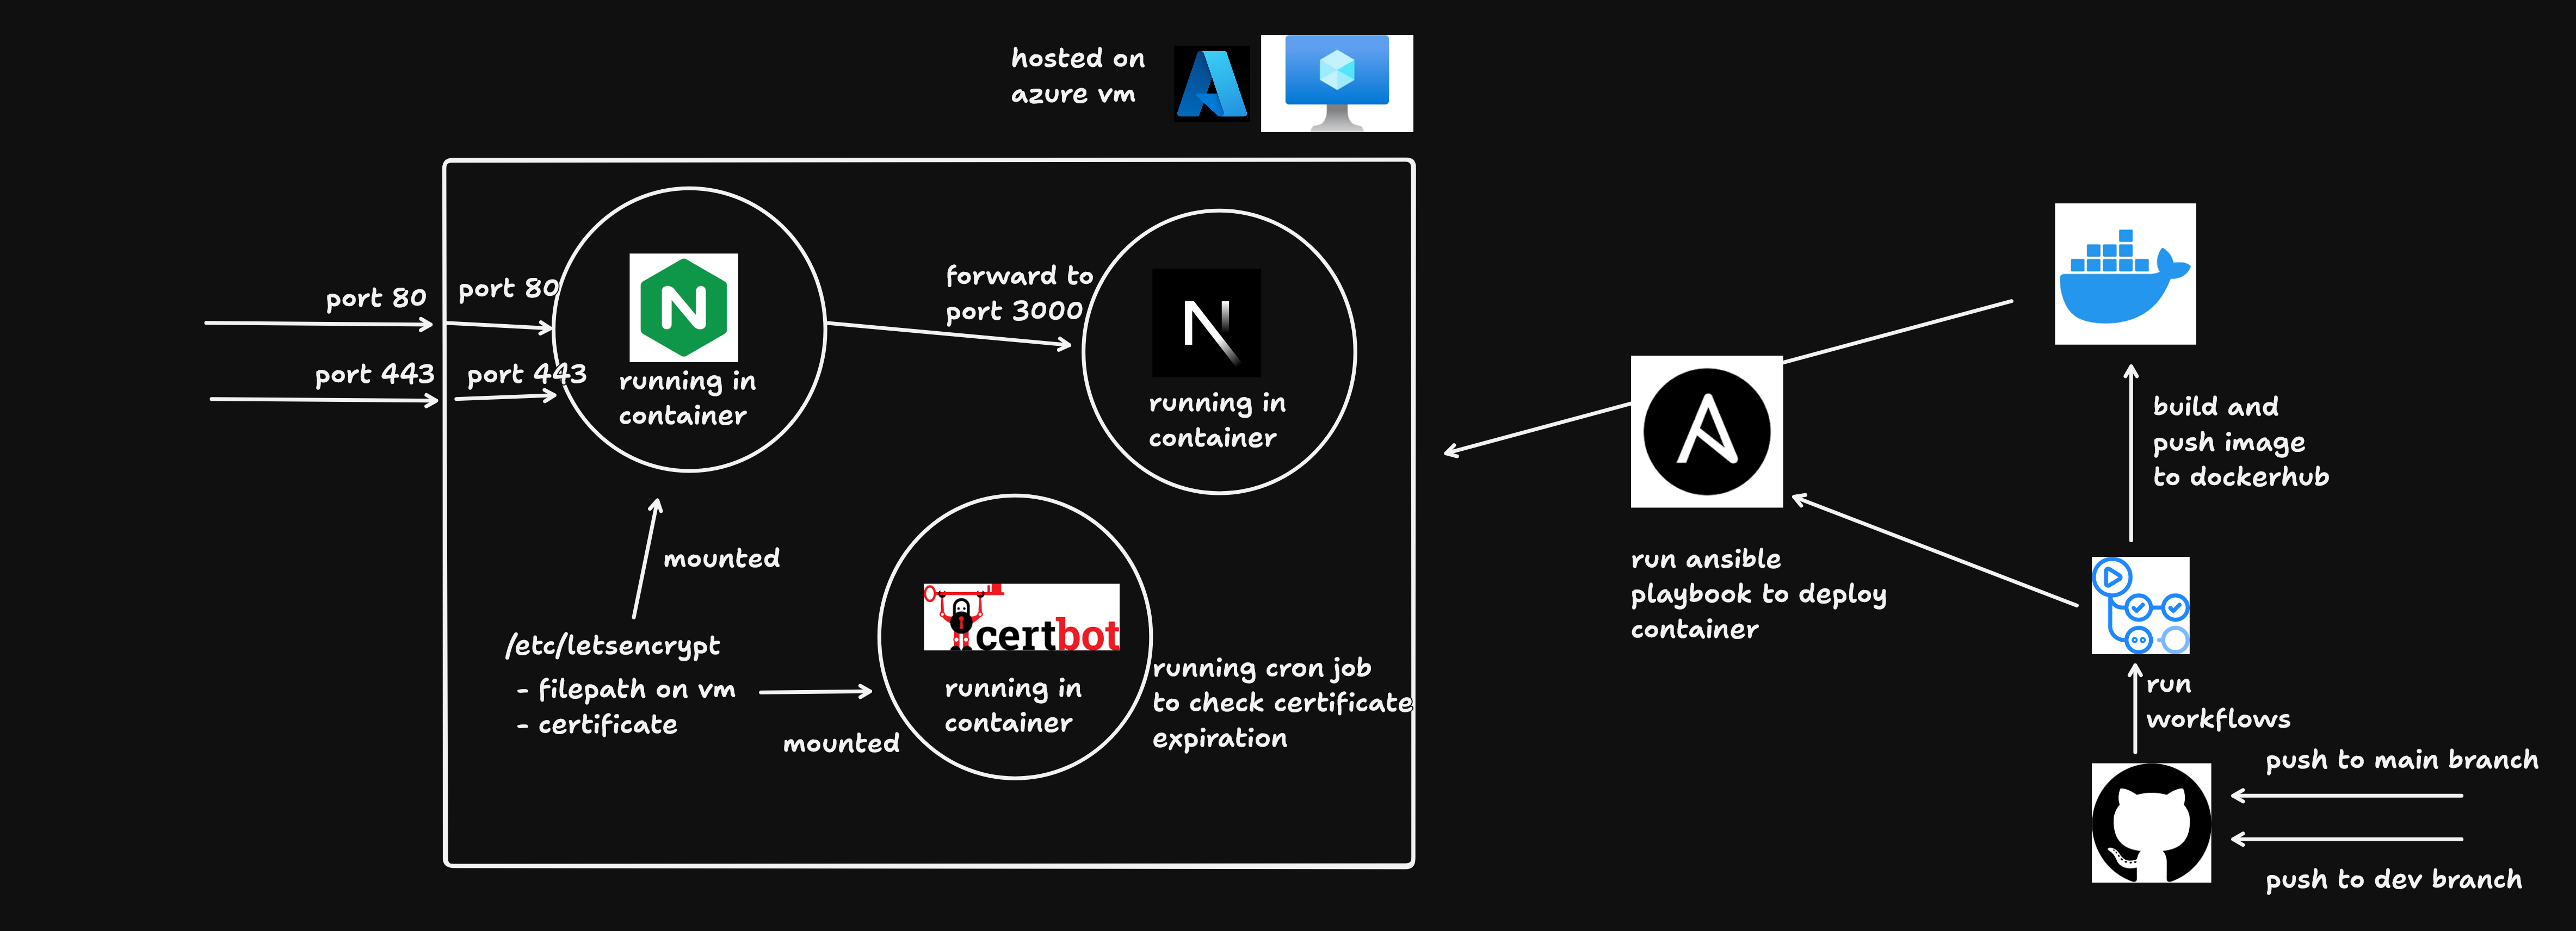 hosted on
azure vm
port 80
port 80
port 443
port 443
running in
container
forward to
port 3000
running in
container
mounted
/etc/letsencrypt
- filepath on vm
- certificate
mounted
certbot
running in
container
running cron job
to check certificate
expiration
run ansible
playbook to deploy
container
build and
push image
to dockerhub
run
workflows
push to main branch
push to dev branch